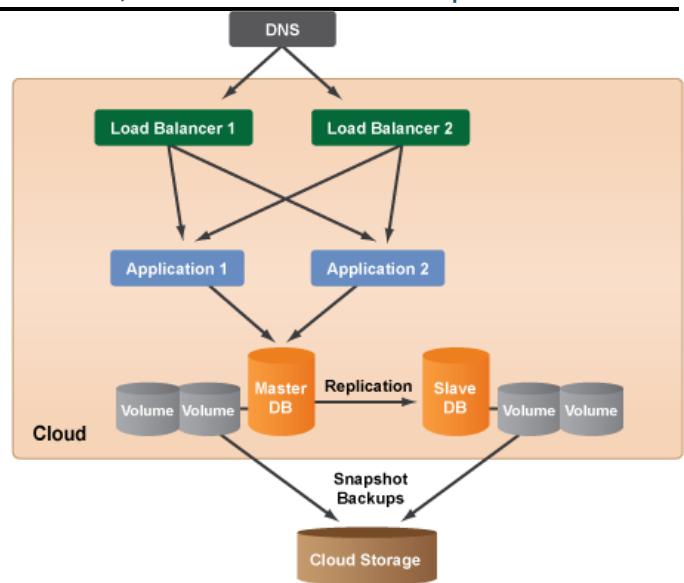 DNS
Load Balancer 1
Load Balancer 2
Application 1
Application 2
Master
DB
Replication
Slave
DB
Volume
Volume
Volume
Volume
Cloud
Snapshot
Backups
Cloud Storage